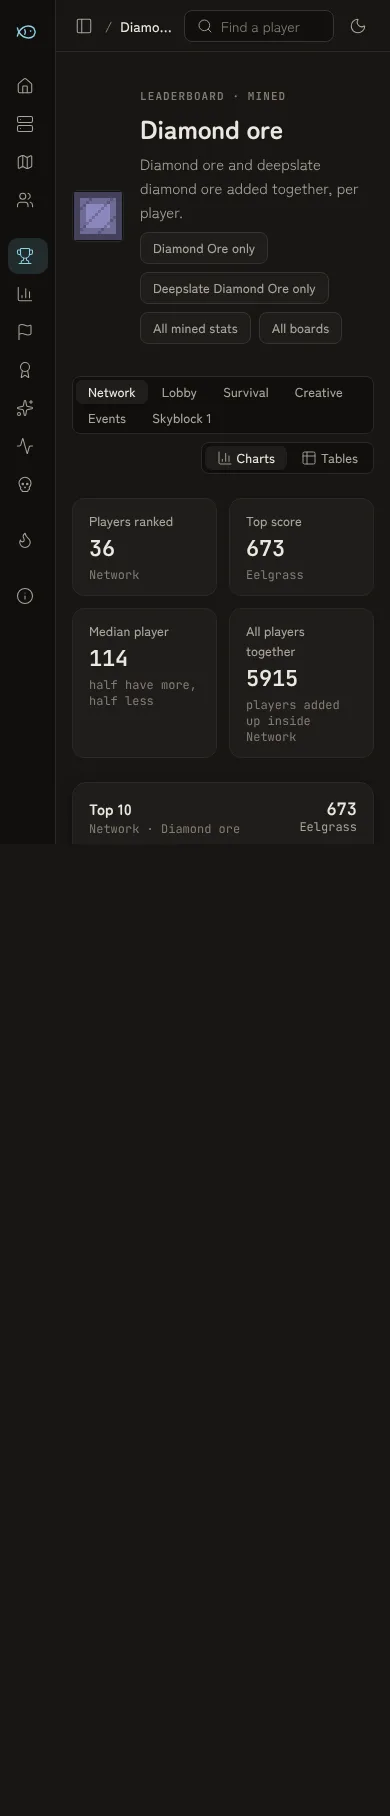 / Diamo... Find a player
LEADERBOARD · MINED
Diamond ore
Diamond ore and deepslate
diamond ore added together, per
player.
Diamond Ore only
Deepslate Diamond Ore only
All mined stats All boards
Network Lobby Survival Creative
Events Skyblock 1
Charts Tables
Players ranked
36
Network
Top score
673
Eelgrass
Median player
114
half have more,
half less
All players
together
5915
players added
up inside
Network
Top 10 673
Network · Diamond ore Eelgrass